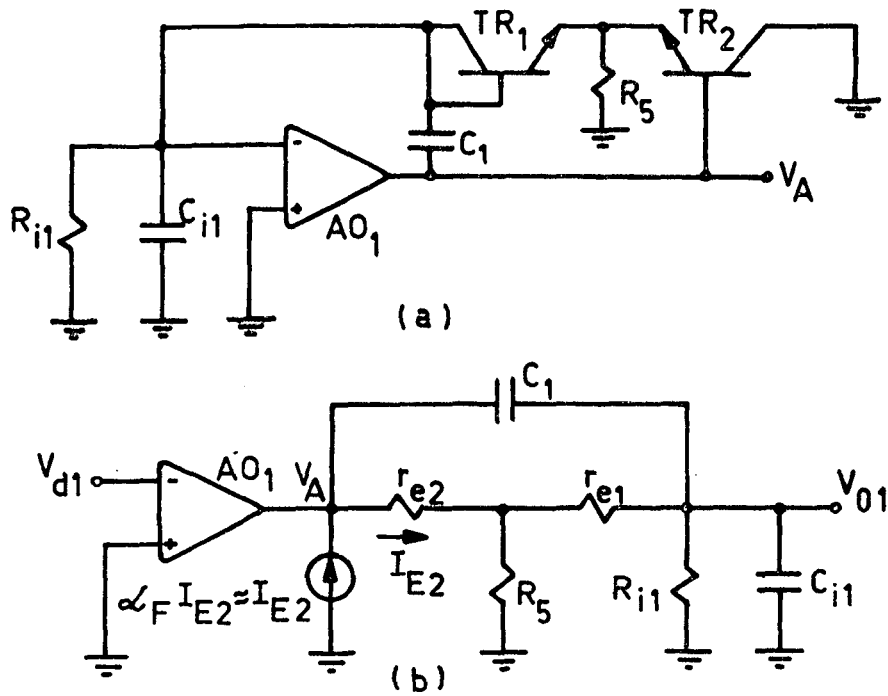 TR1
TR2
R5
C1
VA
Ri1
Ci1
-
+
AO1
(a)
C1
Vd1
-
+
AO1
VA
re2
re1
V01
IE2
∝F IE2≈IE2
R5
Ri1
Ci1
(b)